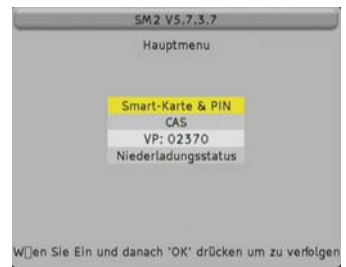 SM2 V5.7.3.7
Hauptmenu
Smart-Karte & PIN
CAS
VP: 02370
Niederladungsstatus
W▯en Sie Ein und danach 'OK' drücken um zu verfolgen